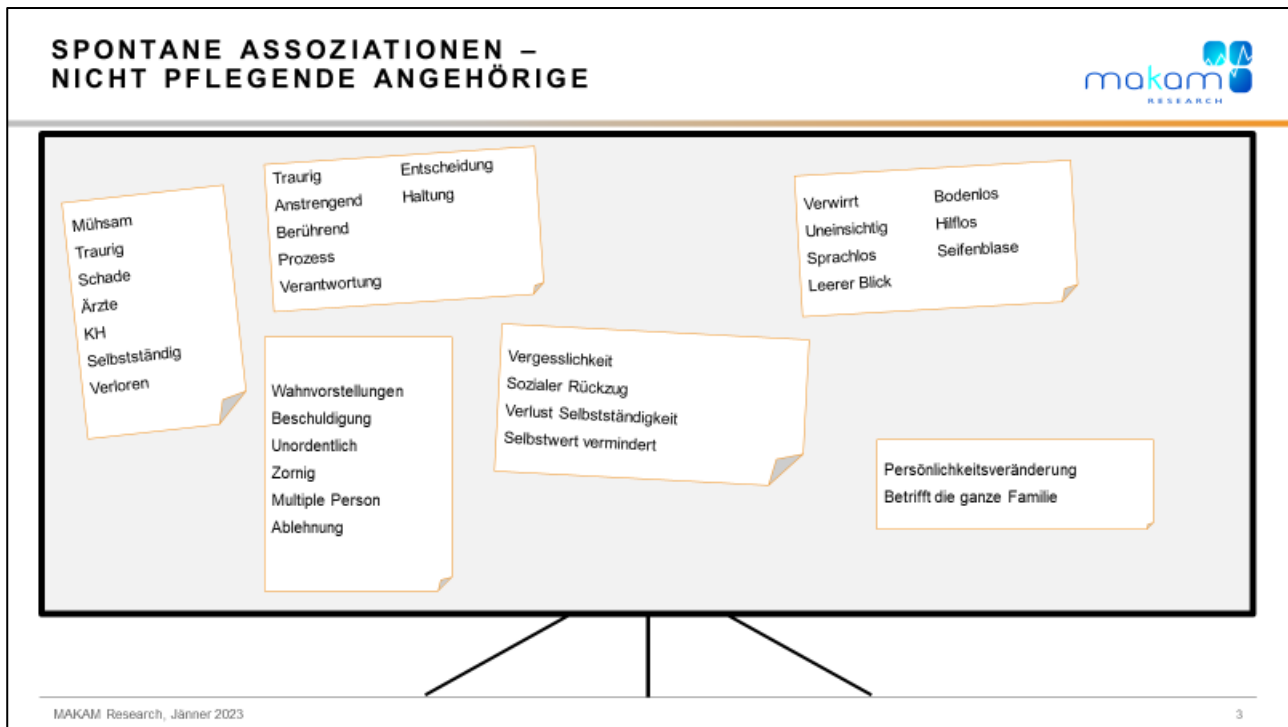 SPONTANE ASSOZIATIONEN –
NICHT PFLEGENDE ANGEHÖRIGE
makam
RESEARCH
Mühsam
Traurig
Schade
Ärzte
KH
Selbstständig
Verloren
Traurig
Anstrengend
Berührend
Prozess
Verantwortung
Entscheidung
Haltung
Verwirrt
Uneinsichtig
Sprachlos
Leerer Blick
Bodenlos
Hilflos
Seifenblase
Wahnvorstellungen
Beschuldigung
Unordentlich
Zornig
Multiple Person
Ablehnung
Vergesslichkeit
Sozialer Rückzug
Verlust Selbstständigkeit
Selbstwert vermindert
Persönlichkeitsveränderung
Betrifft die ganze Familie
MAKAM Research, Jänner 2023
3